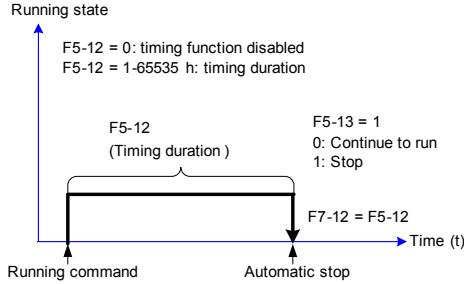 Running state
F5-12 = 0: timing function disabled
F5-12 = 1-65535 h: timing duration
F5-12
(Timing duration )
F5-13 = 1
0: Continue to run
1: Stop
F7-12 = F5-12
Time (t)
Running command
Automatic stop